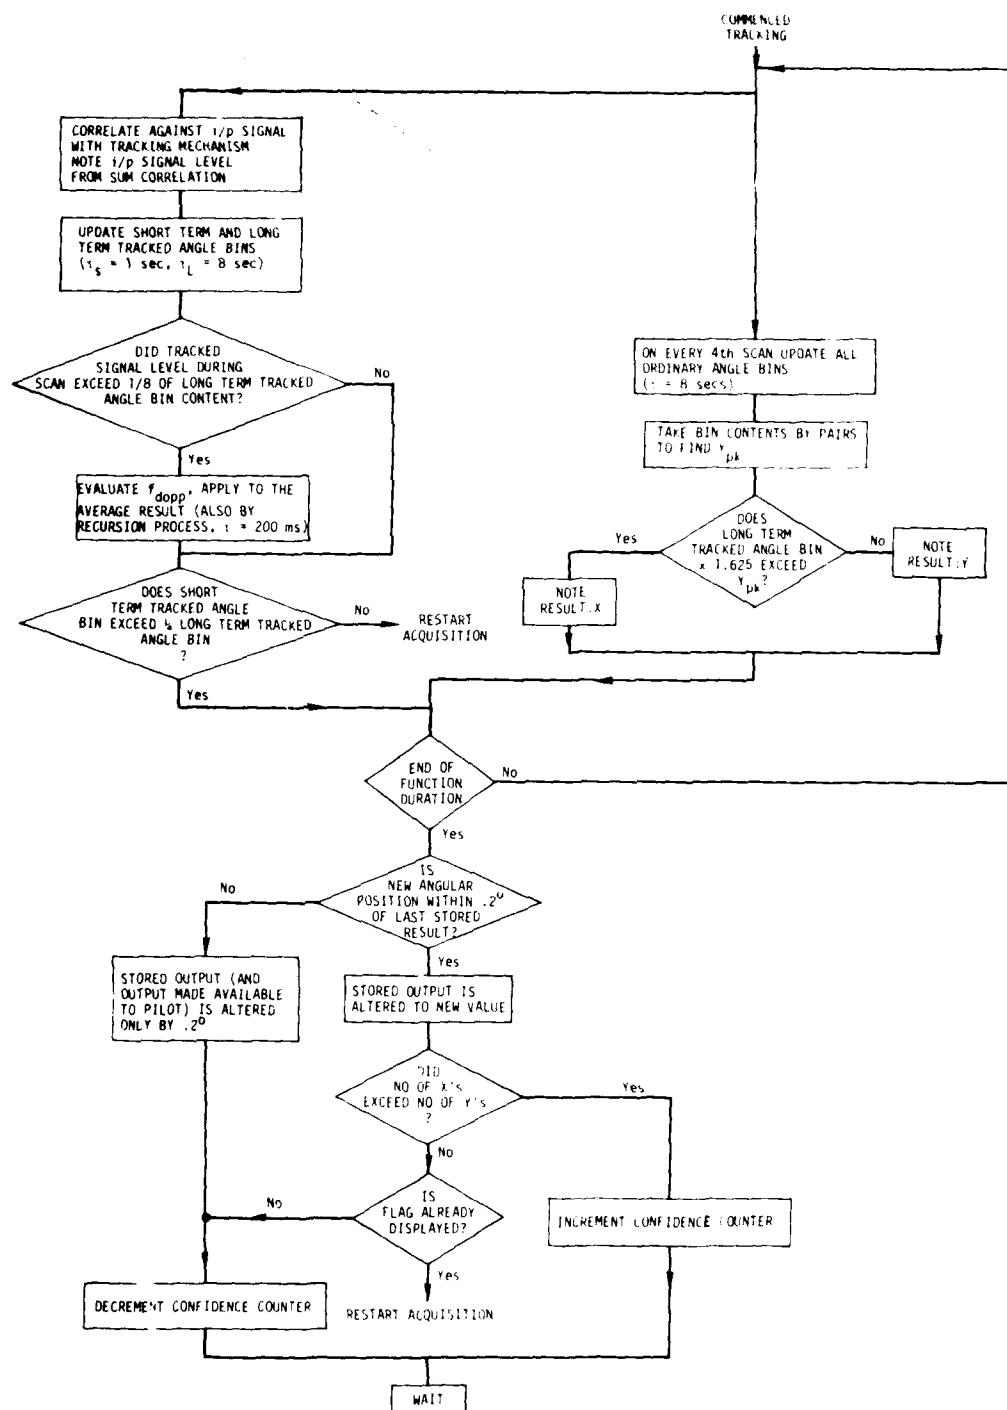 COMMENCED
TRACKING
CORRELATE AGAINST i/p SIGNAL
WITH TRACKING MECHANISM
NOTE i/p SIGNAL LEVEL
FROM SUM CORRELATION
UPDATE SHORT TERM AND LONG
TERM TRACKED ANGLE BINS
(τs = 1 sec, τL = 8 sec)
DID TRACKED
SIGNAL LEVEL DURING
SCAN EXCEED 1/8 OF LONG TERM TRACKED
ANGLE BIN CONTENT?
No
Yes
EVALUATE fdopp, APPLY TO THE
AVERAGE RESULT (ALSO BY
RECURSION PROCESS, τ = 200 ms)
DOES SHORT
TERM TRACKED ANGLE
BIN EXCEED ½ LONG TERM TRACKED
ANGLE BIN
?
No
RESTART
ACQUISITION
Yes
ON EVERY 4th SCAN UPDATE ALL
ORDINARY ANGLE BINS
(τ = 8 secs)
TAKE BIN CONTENTS BY PAIRS
TO FIND Ypk
DOES
LONG TERM
TRACKED ANGLE BIN
x 1.625 EXCEED
Ypk?
Yes
No
NOTE
RESULT:X
NOTE
RESULT:Y
END OF
FUNCTION
DURATION
No
Yes
IS
NEW ANGULAR
POSITION WITHIN .2⁰
OF LAST STORED
RESULT?
No
Yes
STORED OUTPUT (AND
OUTPUT MADE AVAILABLE
TO PILOT) IS ALTERED
ONLY BY .2⁰
STORED OUTPUT IS
ALTERED TO NEW VALUE
DID
NO OF X's
EXCEED NO OF Y's
?
Yes
No
IS
FLAG ALREADY
DISPLAYED?
No
Yes
INCREMENT CONFIDENCE COUNTER
DECREMENT CONFIDENCE COUNTER
RESTART ACQUISITION
WAIT